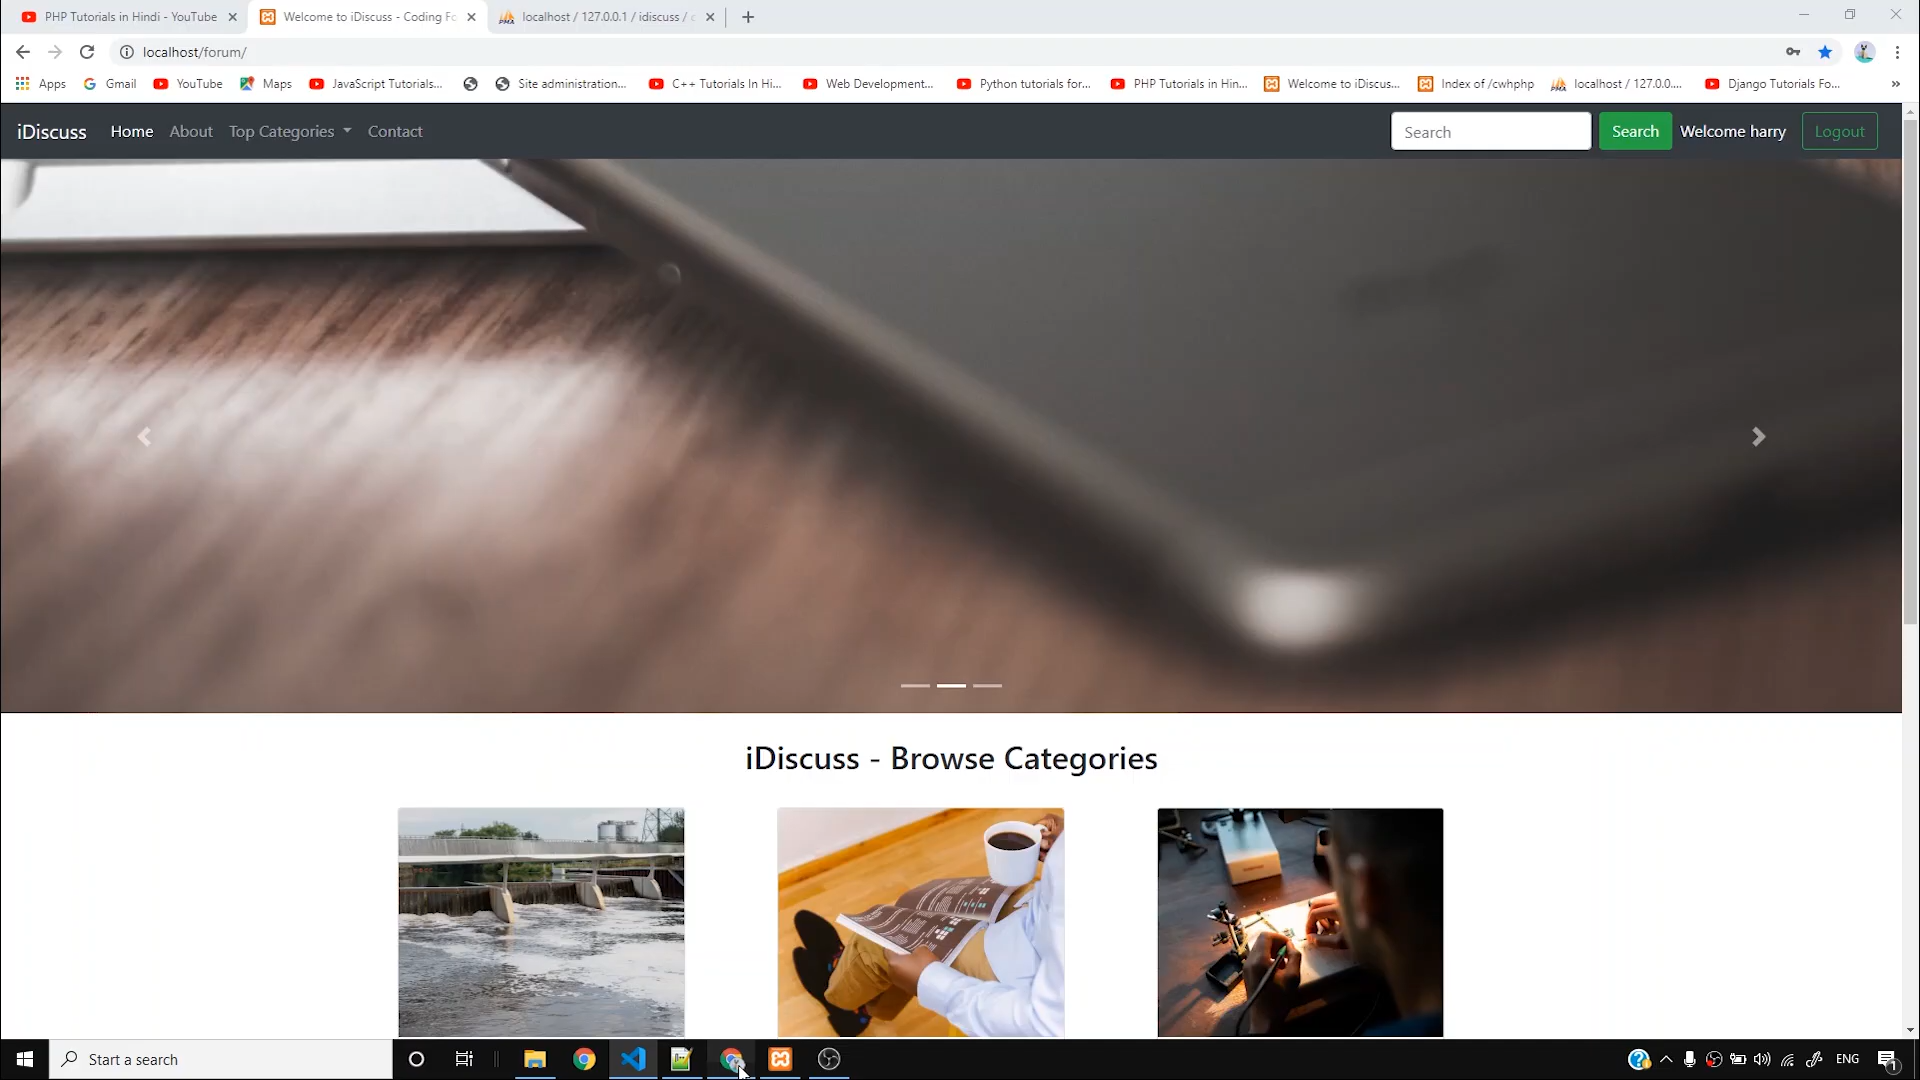 PHP Tutorials in Hindi - YouTube
Welcome to iDiscuss - Coding Fo
localhost / 127.0.0.1 / idiscuss / c
localhost/forum/
Apps
Gmail
YouTube
Maps
JavaScript Tutorials...
Site administration...
C++ Tutorials In Hi...
Web Development...
Python tutorials for...
PHP Tutorials in Hin...
Welcome to iDiscus...
Index of /cwhphp
localhost / 127.0.0....
Django Tutorials Fo...
iDiscuss Home About Top Categories Contact
Search
Search
Welcome harry
Logout
iDiscuss - Browse Categories
Start a search
ENG
1